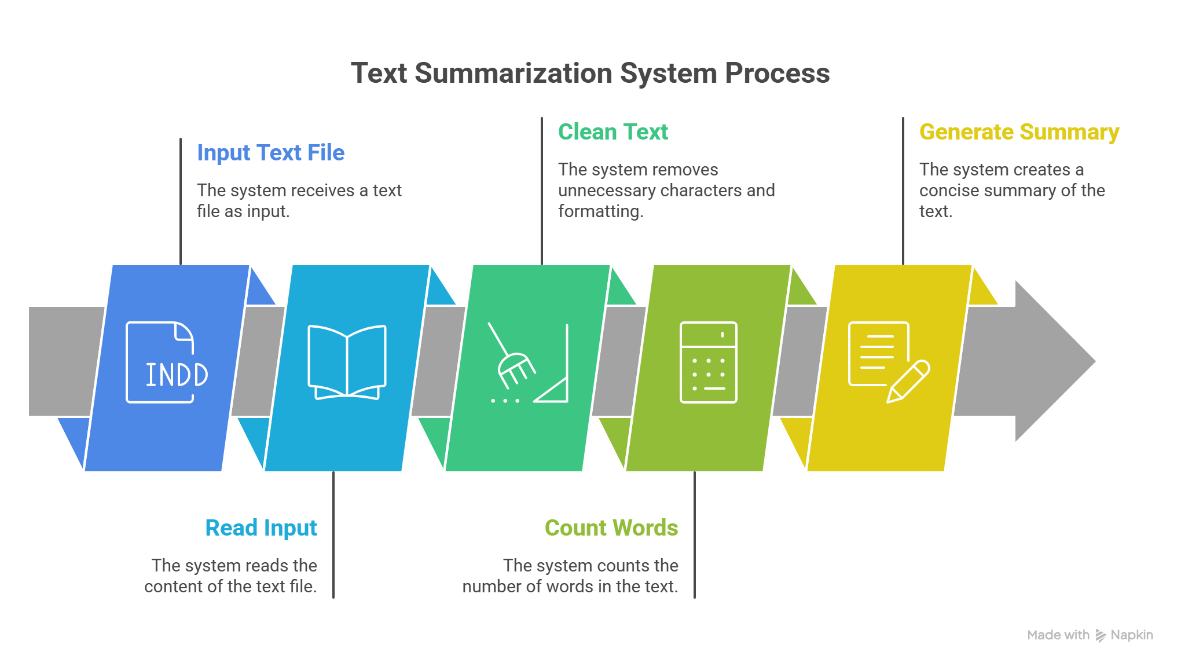 Text Summarization System Process
Input Text File
The system receives a text
file as input.
Clean Text
The system removes
unnecessary characters and
formatting.
Generate Summary
The system creates a
concise summary of the
text.
INDD
Read Input
The system reads the
content of the text file.
Count Words
The system counts the
number of words in the text.
Made with Napkin